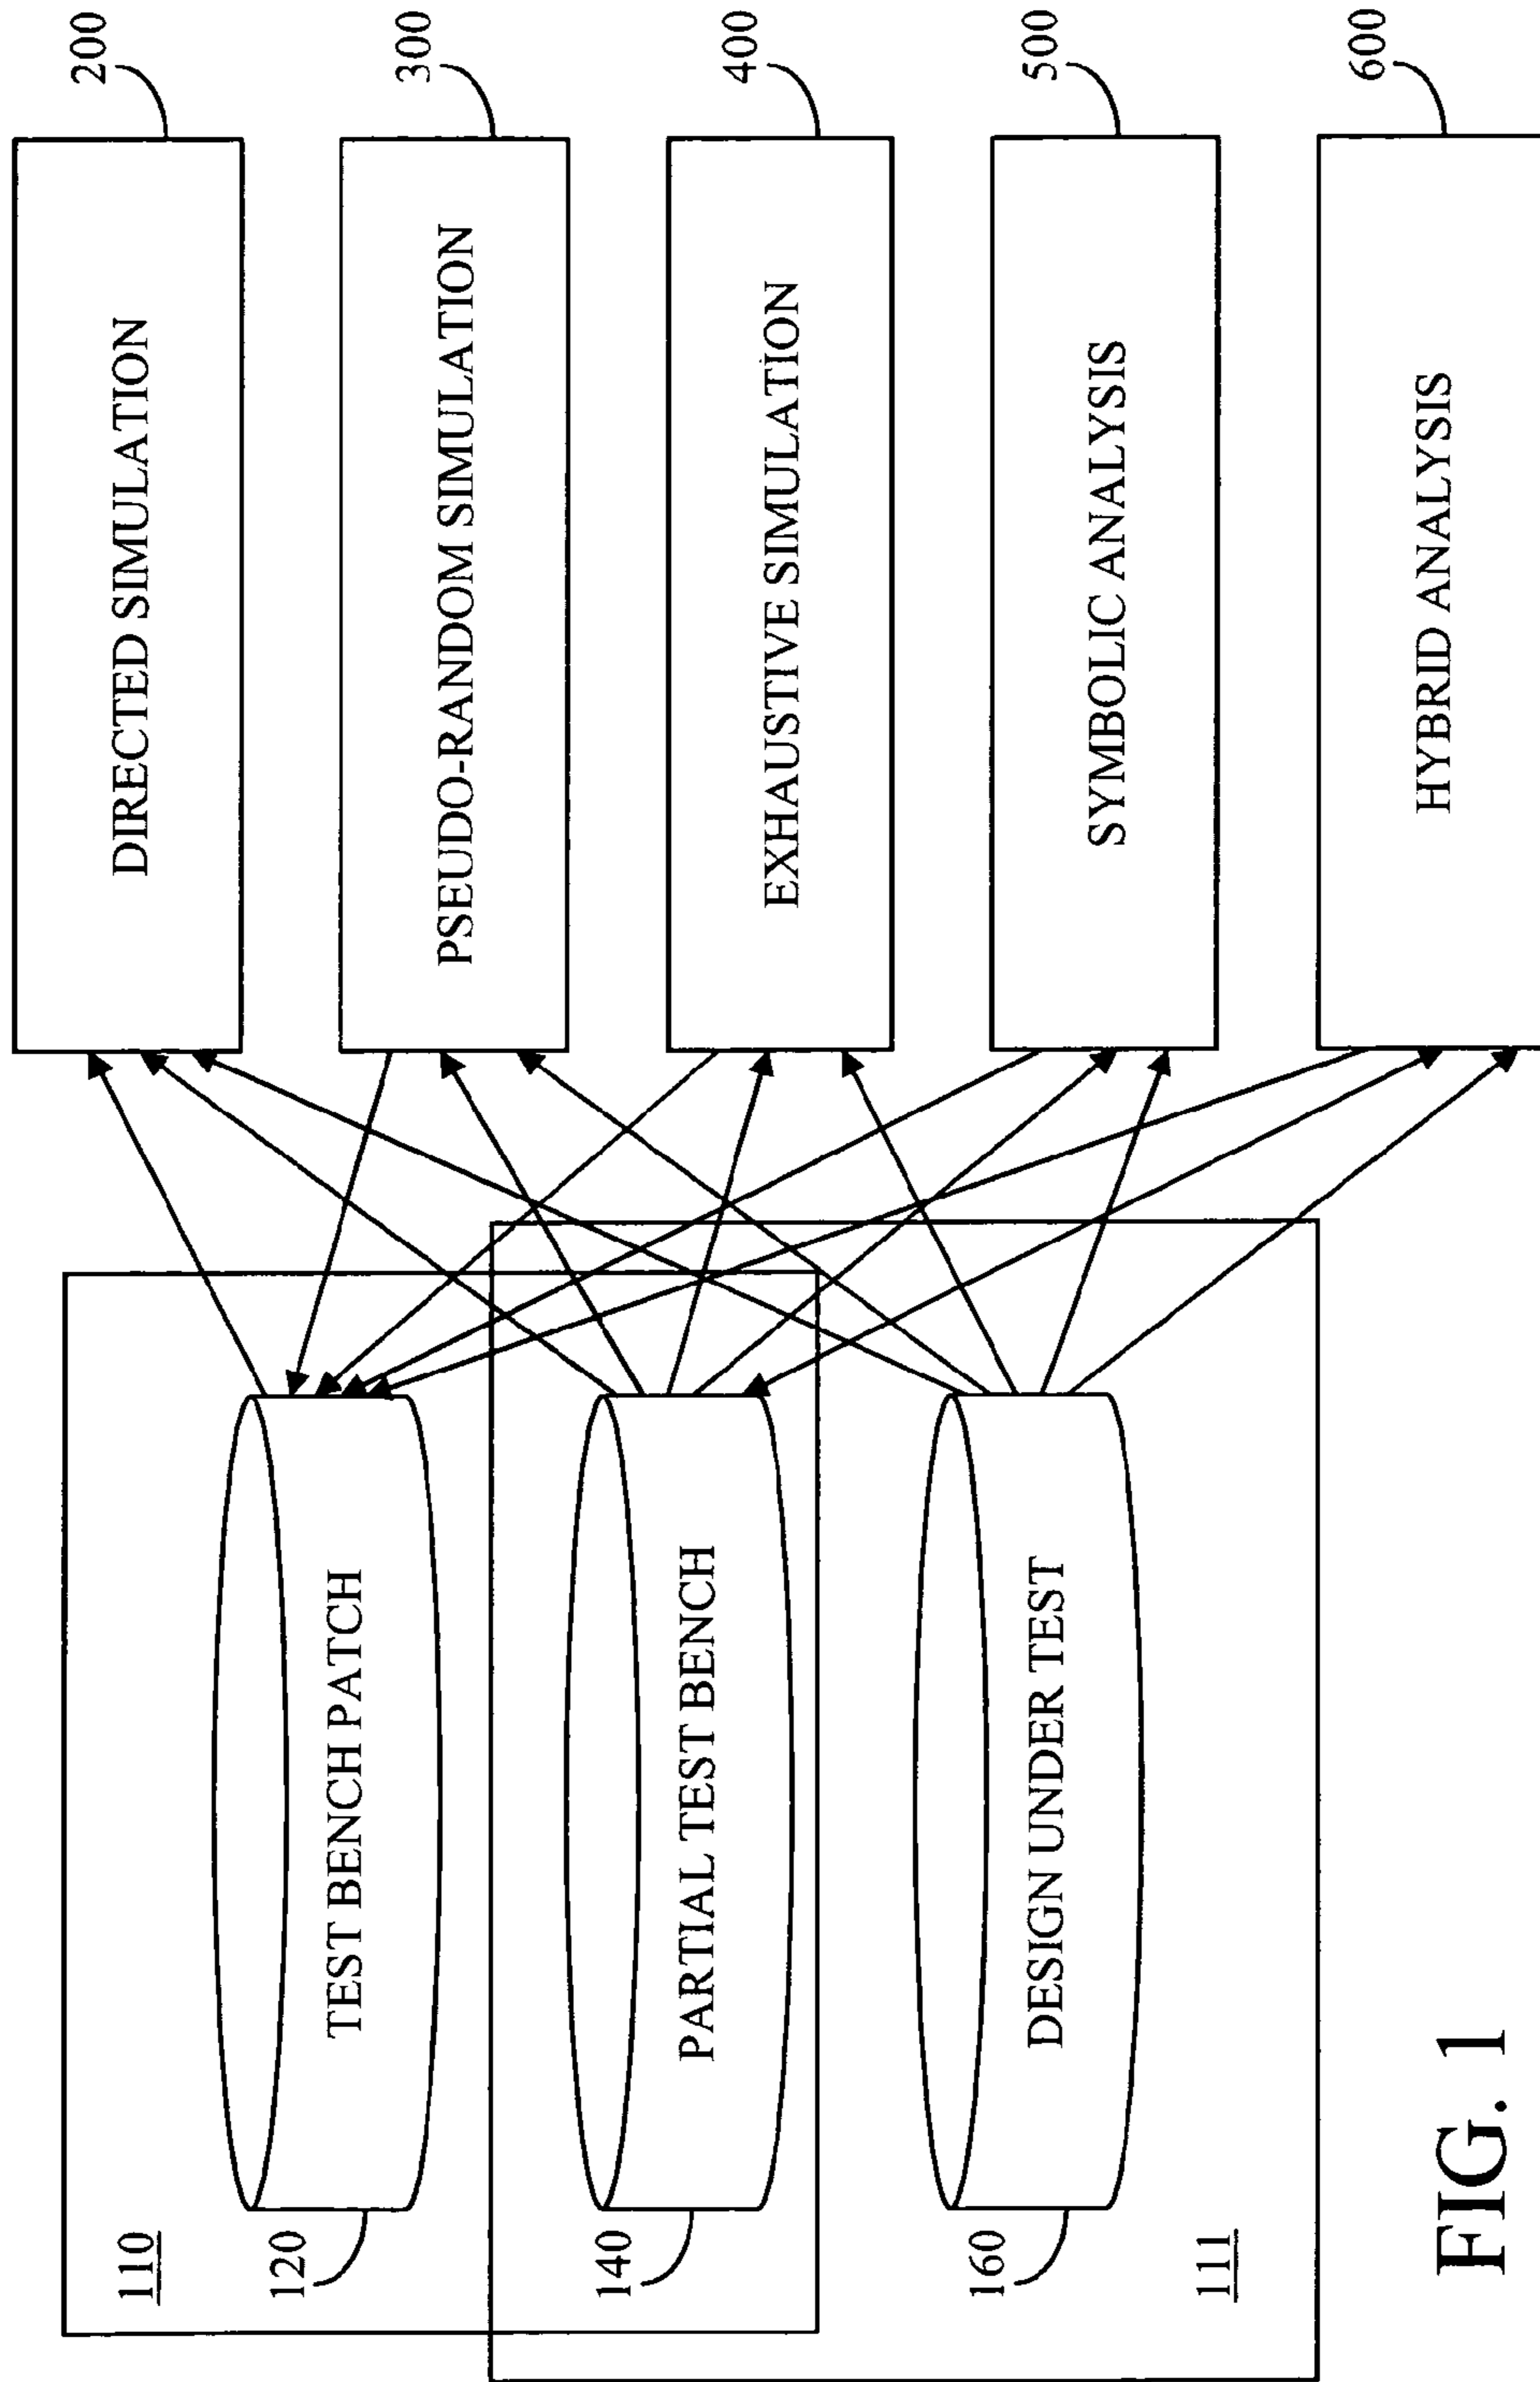 110
120
TEST BENCH PATCH
140
PARTIAL TEST BENCH
160
DESIGN UNDER TEST
111
DIRECTED SIMULATION
200
PSEUDO-RANDOM SIMULATION
300
EXHAUSTIVE SIMULATION
400
SYMBOLIC ANALYSIS
500
HYBRID ANALYSIS
600
FIG. 1